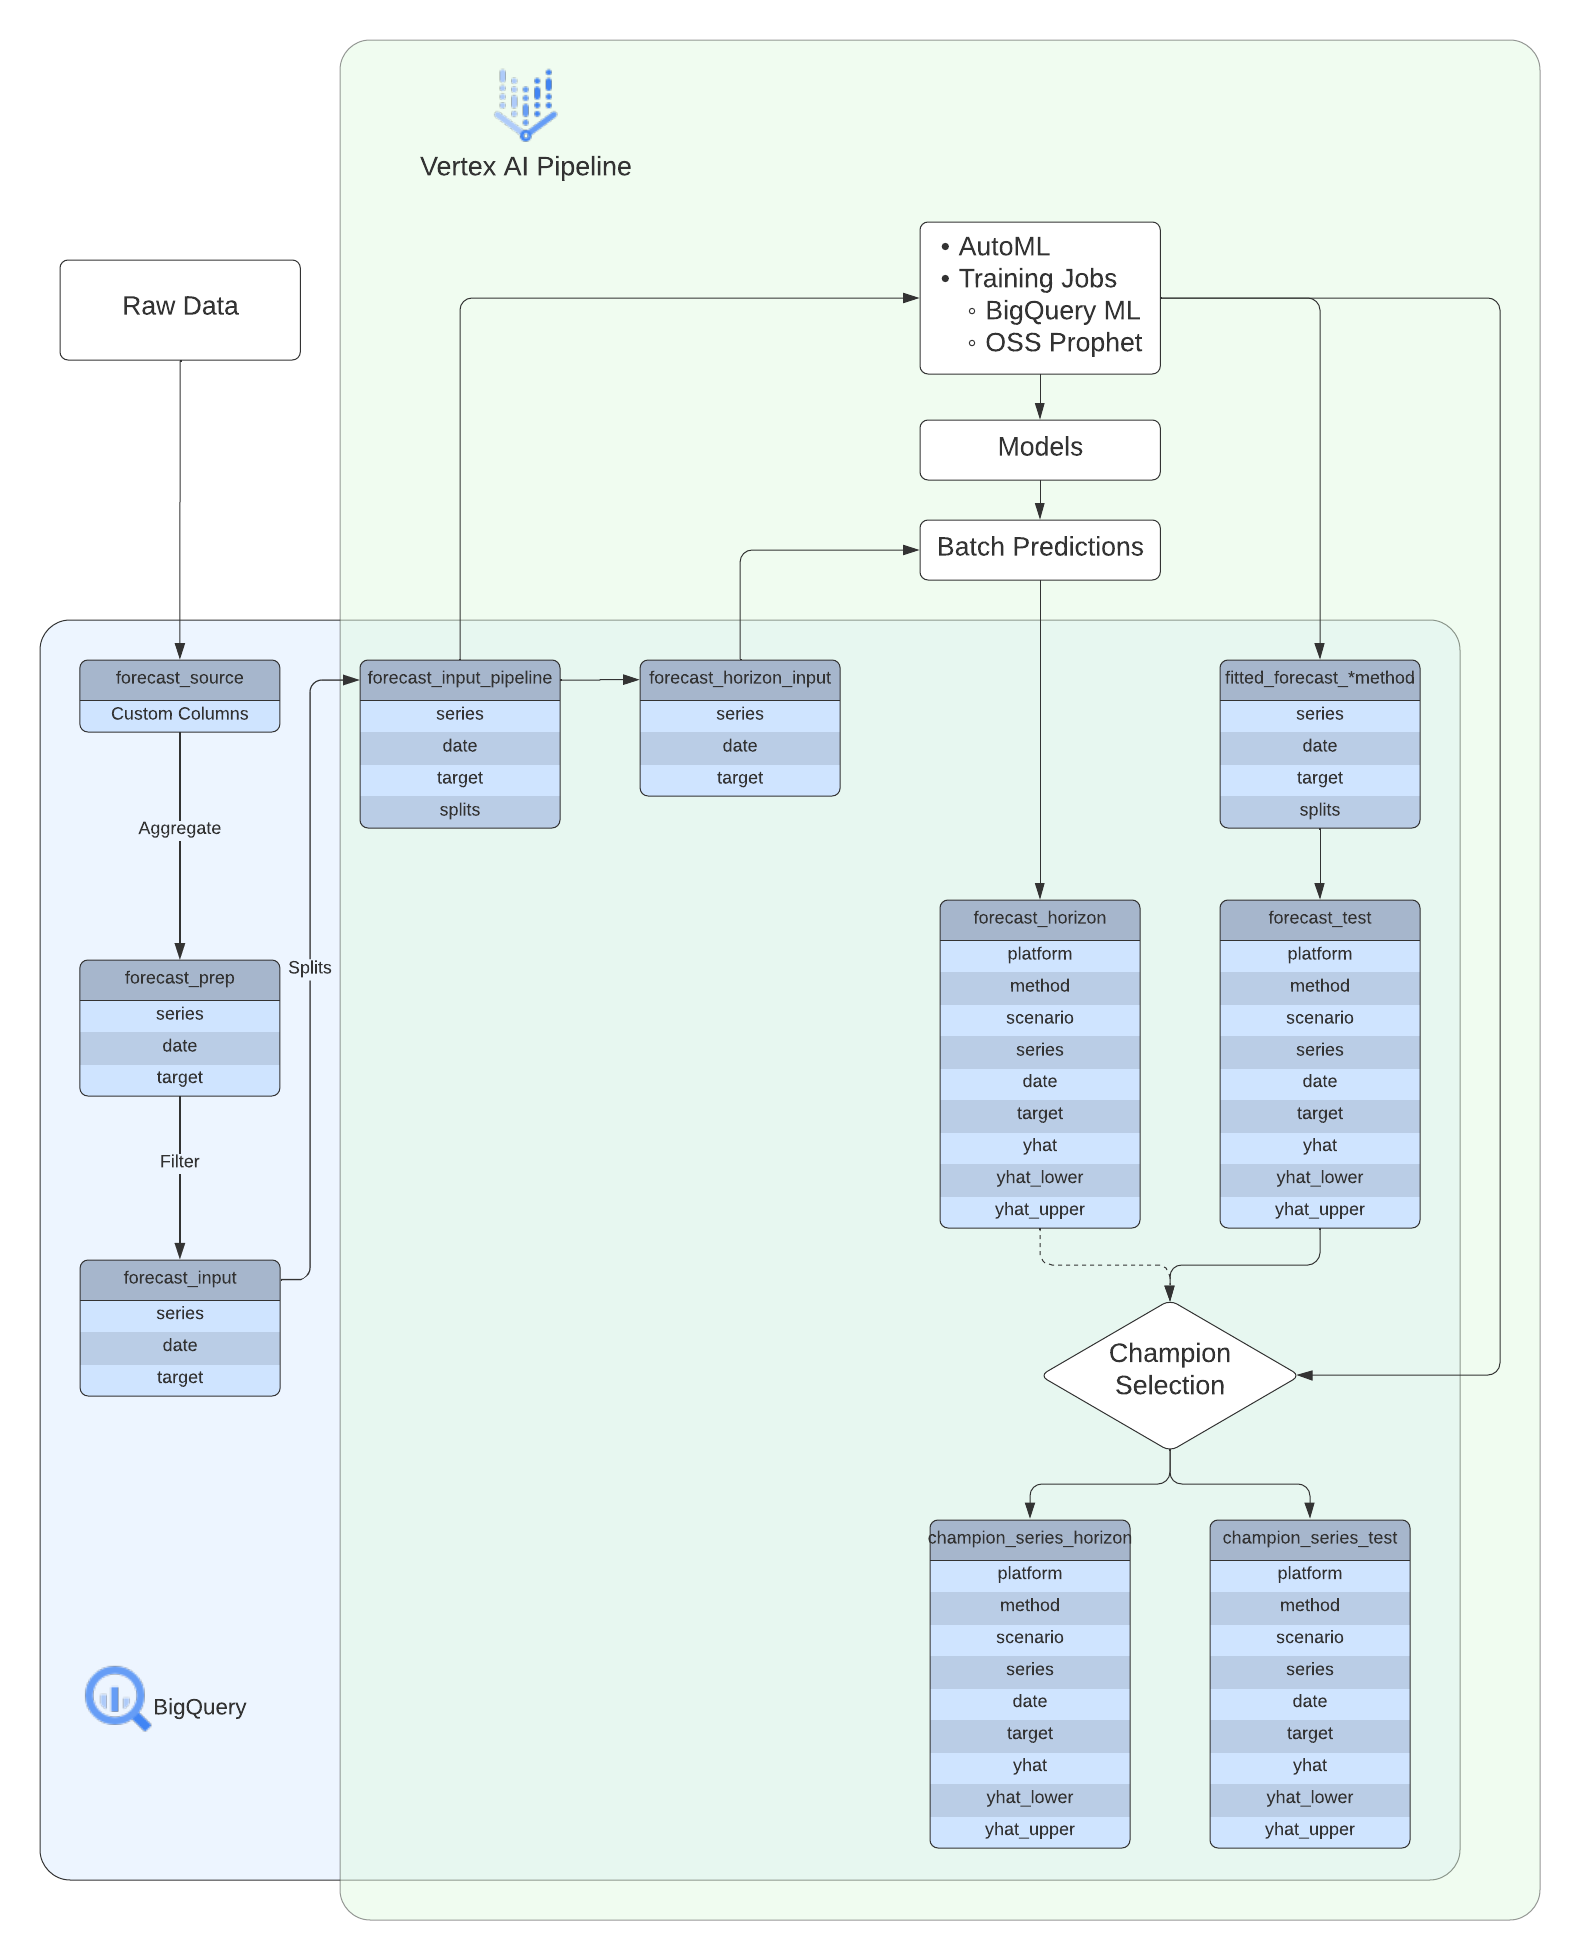 Vertex AI Pipeline
Raw Data
• AutoML
• Training Jobs
◦ BigQuery ML
◦ OSS Prophet
Models
Batch Predictions
forecast_source
Custom Columns
Aggregate
forecast_prep
series
date
target
Filter
forecast_input
series
date
target
Splits
forecast_input_pipeline
series
date
target
splits
forecast_horizon_input
series
date
target
fitted_forecast_*method
series
date
target
splits
forecast_horizon
platform
method
scenario
series
date
target
yhat
yhat_lower
yhat_upper
forecast_test
platform
method
scenario
series
date
target
yhat
yhat_lower
yhat_upper
Champion
Selection
champion_series_horizon
platform
method
scenario
series
date
target
yhat
yhat_lower
yhat_upper
champion_series_test
platform
method
scenario
series
date
target
yhat
yhat_lower
yhat_upper
BigQuery